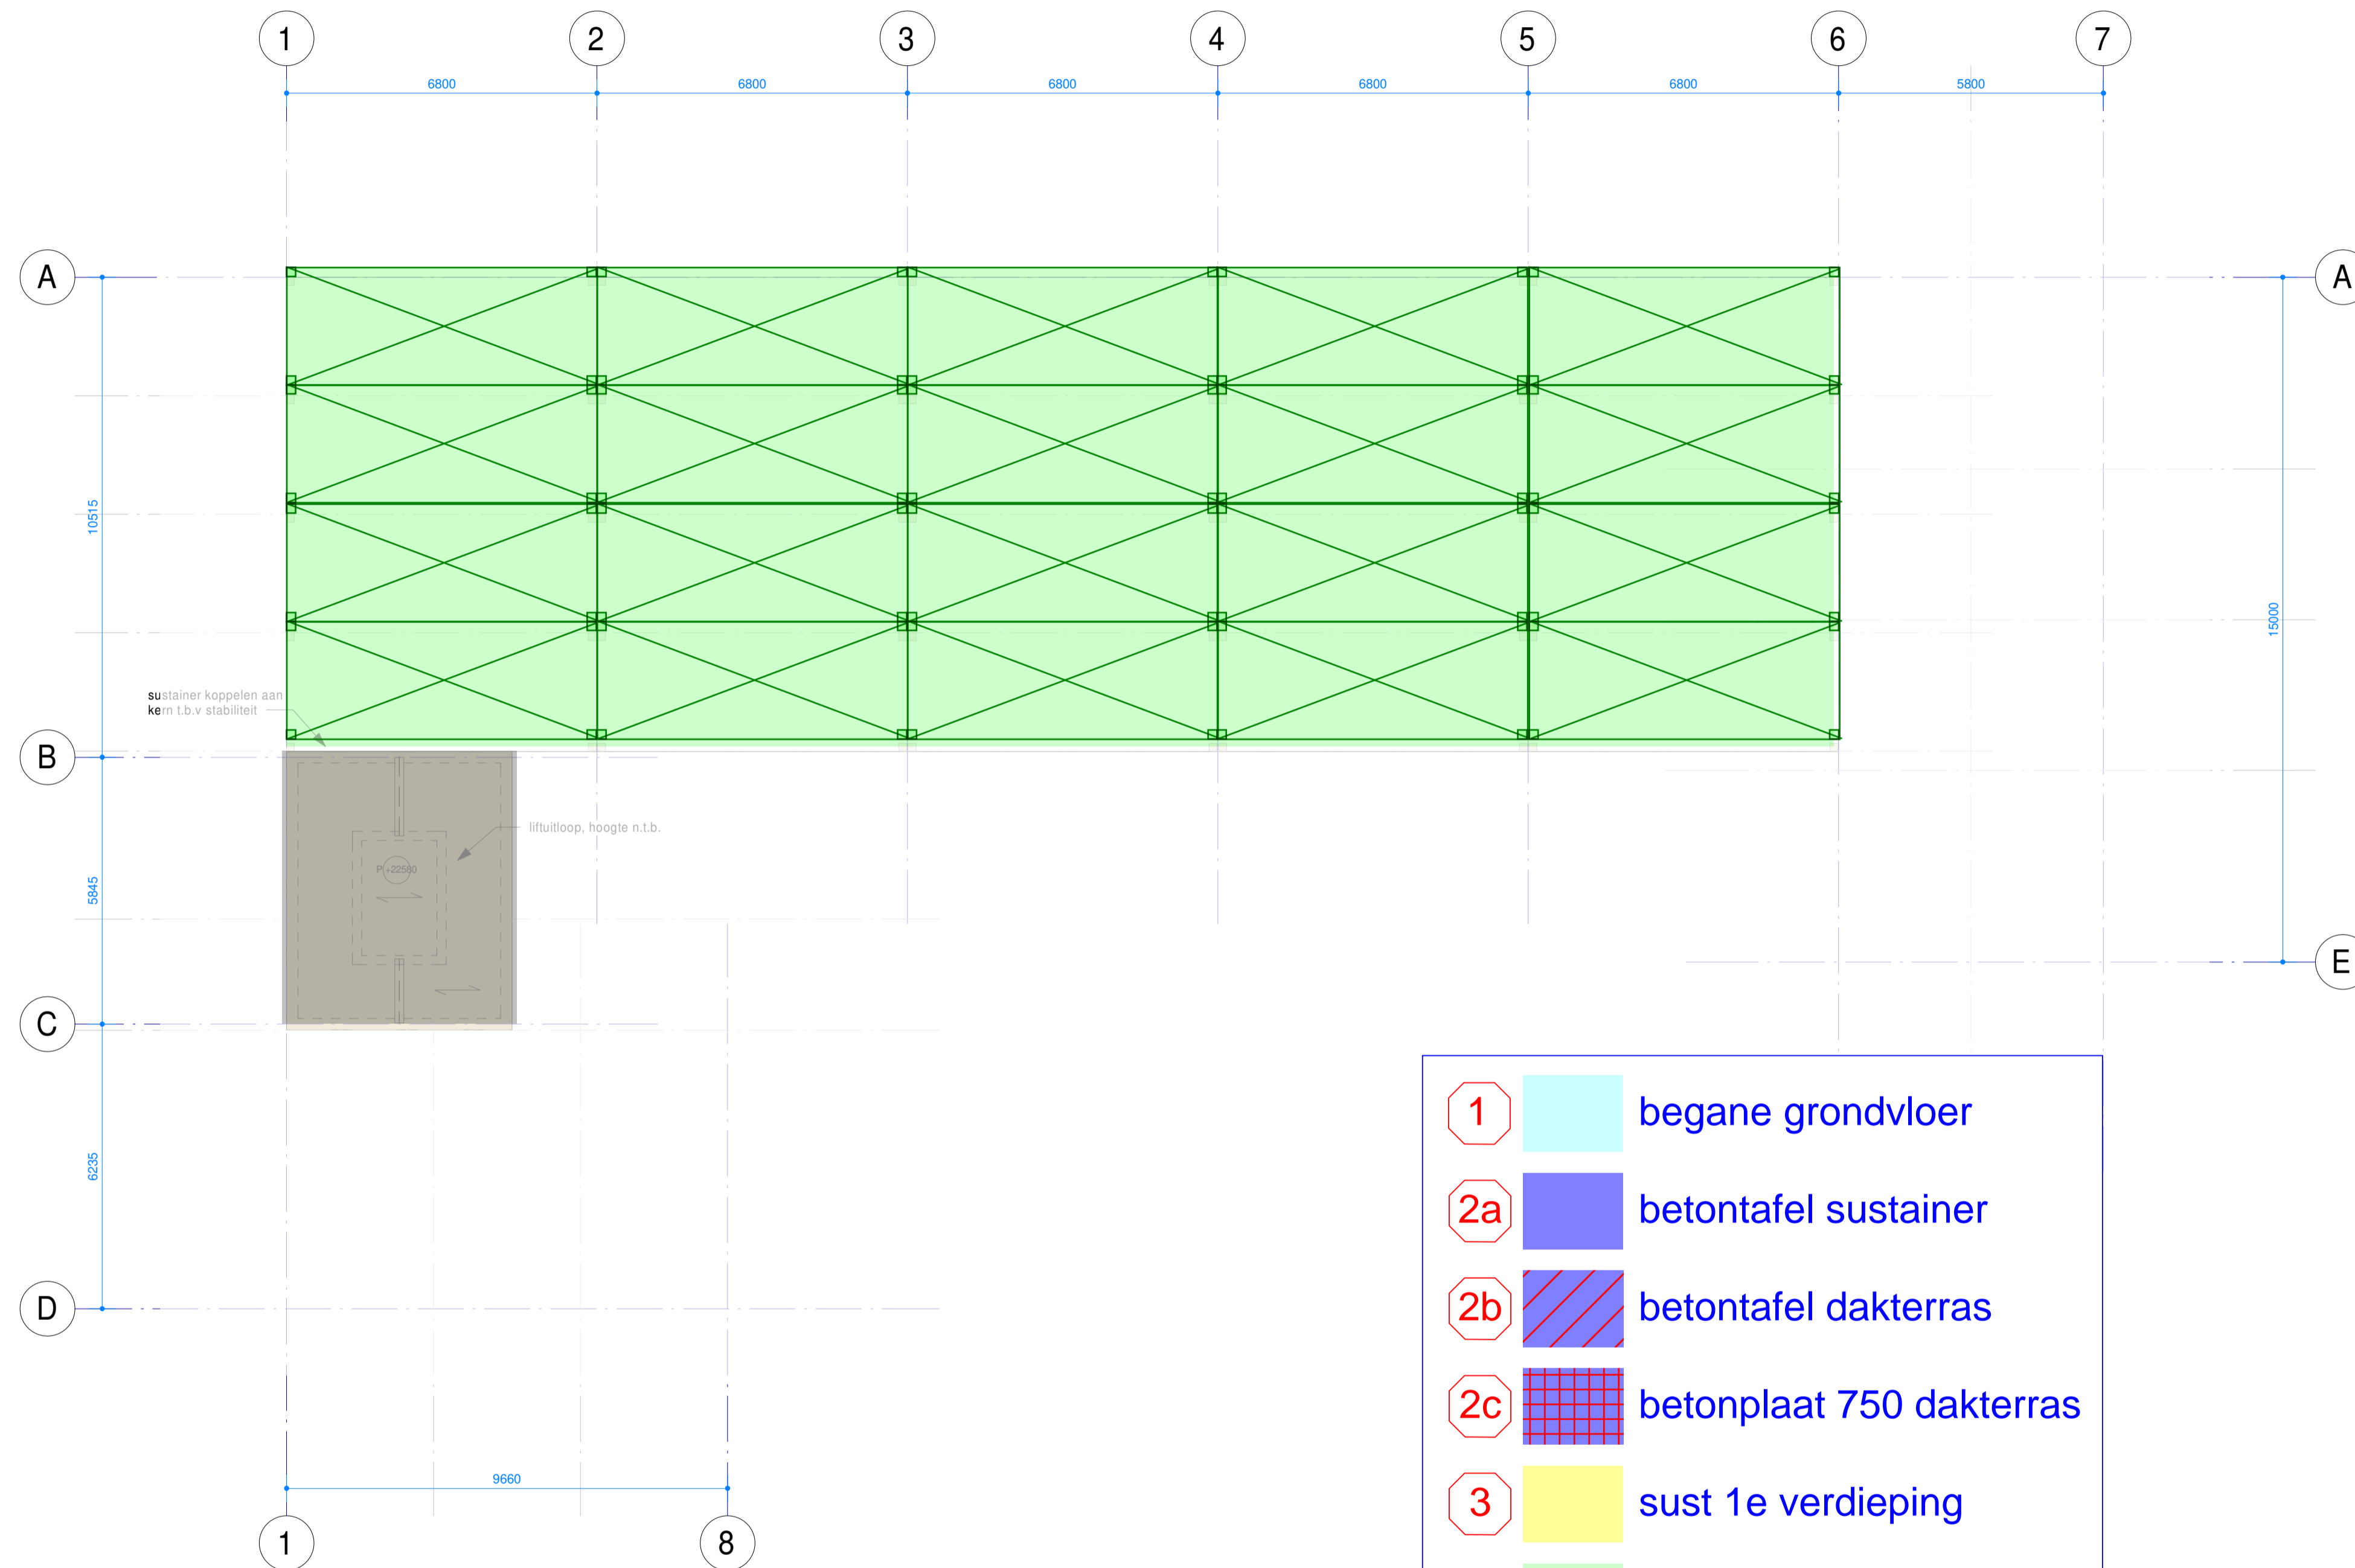 1 2 3 4 5 6 7
6800 6800 6800 6800 6800 5800
A A
10515
15000
sustainer koppelen aan
kern t.b.v stabiliteit
B
liftuitloop, hoogte n.t.b.
P +22580
5845
E
C
6235
D
9660
1 8
1 begane grondvloer
2a betontafel sustainer
2b betontafel dakterras
2c betonplaat 750 dakterras
3 sust 1e verdieping